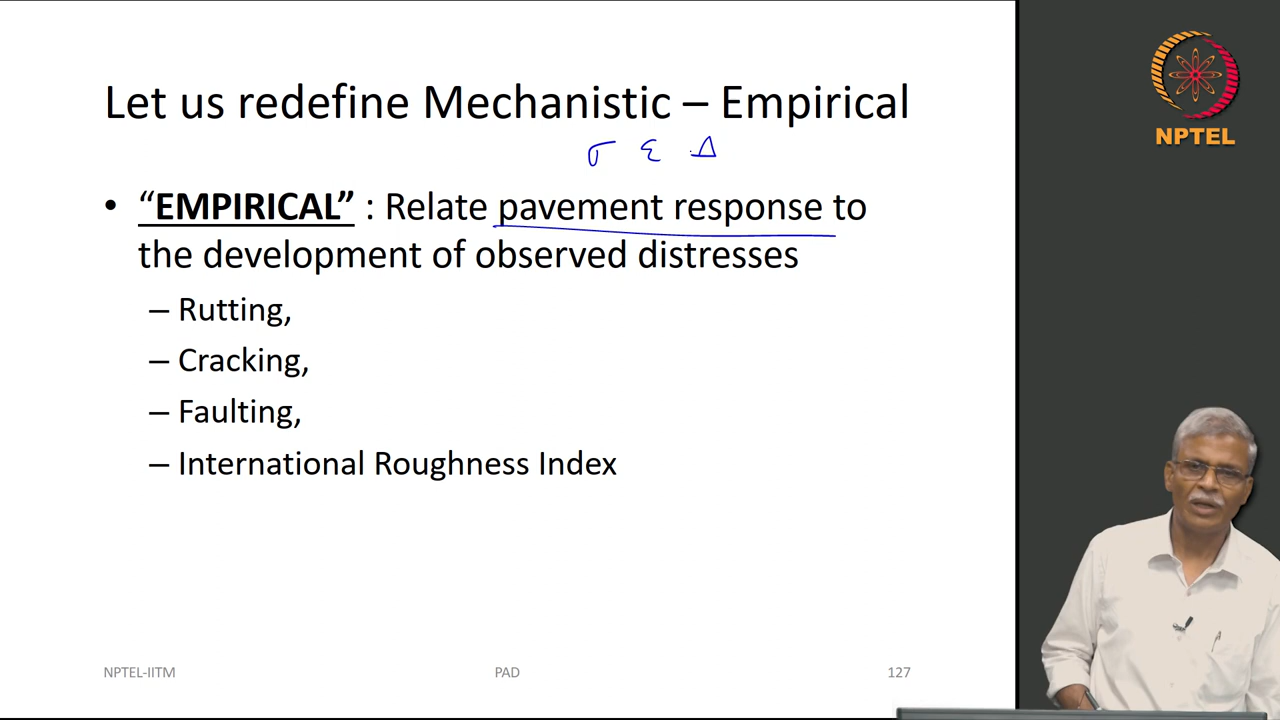 Let us redefine Mechanistic – Empirical
σ ε Δ
• “EMPIRICAL” : Relate pavement response to
the development of observed distresses
– Rutting,
– Cracking,
– Faulting,
– International Roughness Index
NPTEL-IITM PAD 127
NPTEL